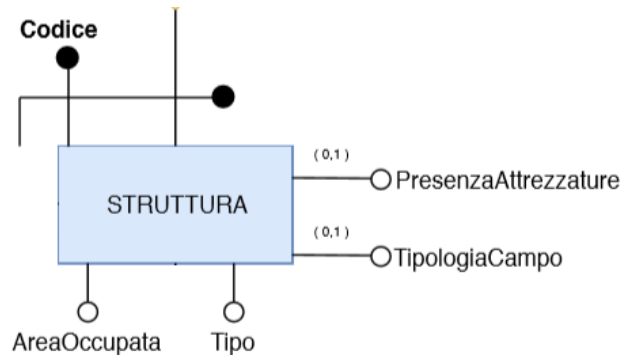 Codice
(0,1)
PresenzaAttrezzature
STRUTTURA
(0,1)
TipologiaCampo
AreaOccupata
Tipo